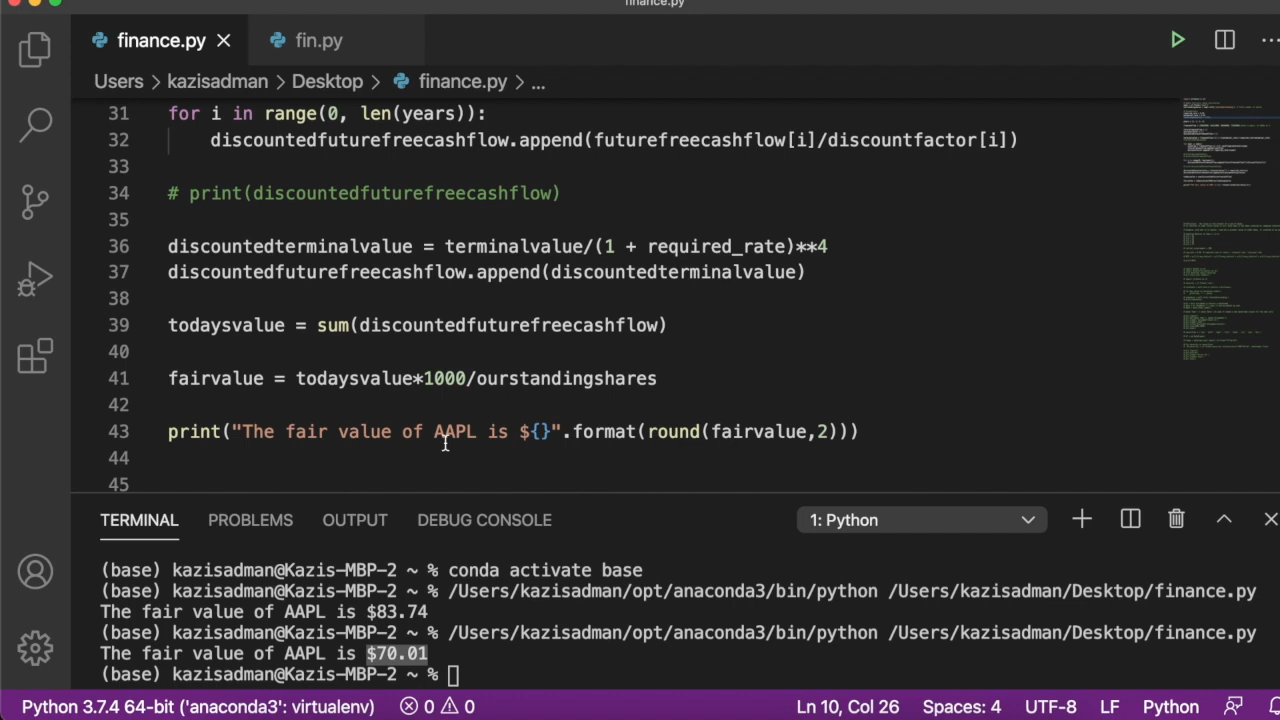 finance.py
finance.py
fin.py
Users > kazisadman > Desktop > finance.py > ...
31 for i in range(0, len(years)):
32 discountedfuturefreecashflow.append(futurefreecashflow[i]/discountfactor[i])
33
34 # print(discountedfuturefreecashflow)
35
36 discountedterminalvalue = terminalvalue/(1 + required_rate)**4
37 discountedfuturefreecashflow.append(discountedterminalvalue)
38
39 todaysvalue = sum(discountedfuturefreecashflow)
40
41 fairvalue = todaysvalue*1000/ourstandingshares
42
43 print("The fair value of AAPL is ${}".format(round(fairvalue,2)))
44
45
TERMINAL PROBLEMS OUTPUT DEBUG CONSOLE 1: Python
(base) kazisadman@Kazis-MBP-2 ~ % conda activate base
(base) kazisadman@Kazis-MBP-2 ~ % /Users/kazisadman/opt/anaconda3/bin/python /Users/kazisadman/Desktop/finance.py
The fair value of AAPL is $83.74
(base) kazisadman@Kazis-MBP-2 ~ % /Users/kazisadman/opt/anaconda3/bin/python /Users/kazisadman/Desktop/finance.py
The fair value of AAPL is $70.01
(base) kazisadman@Kazis-MBP-2 ~ %
Python 3.7.4 64-bit ('anaconda3': virtualenv) 0 0 Ln 10, Col 26 Spaces: 4 UTF-8 LF Python